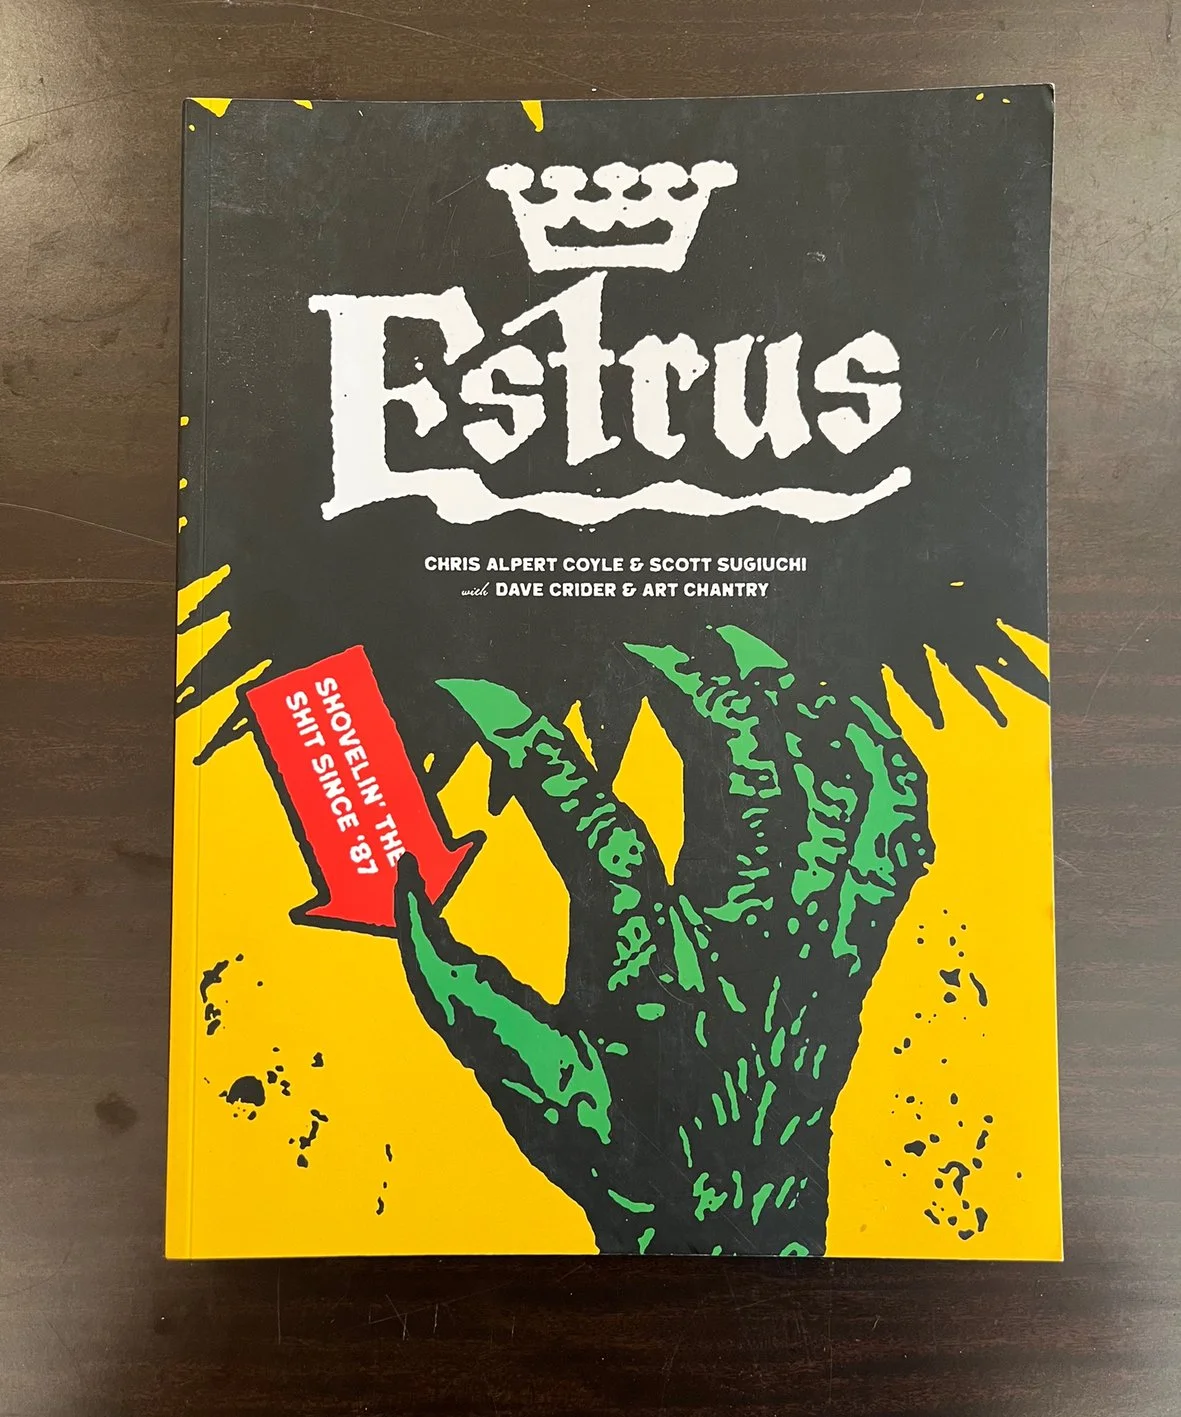 Estrus
CHRIS ALPERT COYLE & SCOTT SUGIUCHI
with DAVE CRIDER & ART CHANTRY
SHOVELIN' THE
SHIT SINCE '87